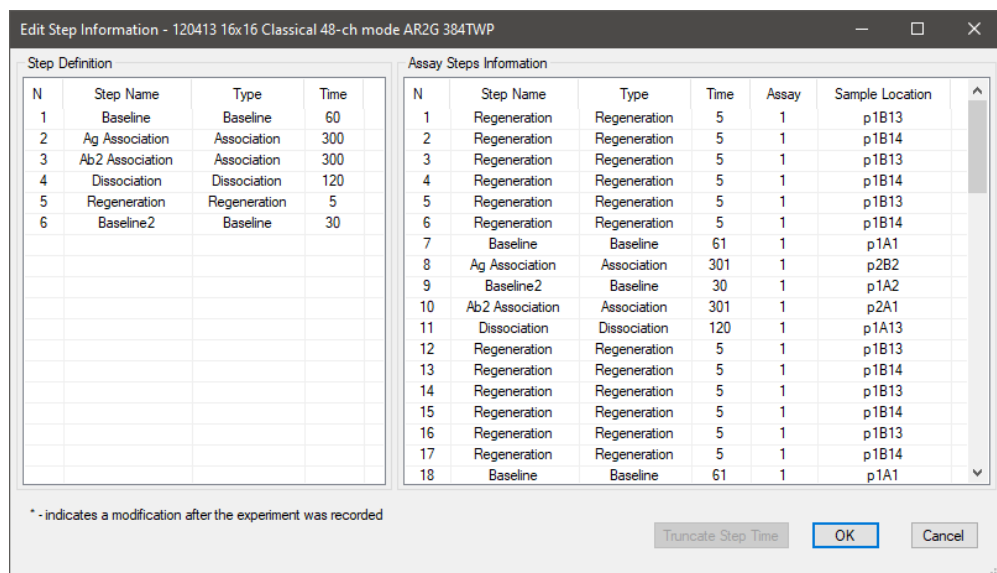 Edit Step Information - 120413 16x16 Classical 48-ch mode AR2G 384TWP
Step Definition
N Step Name Type Time
1 Baseline Baseline 60
2 Ag Association Association 300
3 Ab2 Association Association 300
4 Dissociation Dissociation 120
5 Regeneration Regeneration 5
6 Baseline2 Baseline 30
Assay Steps Information
N Step Name Type Time Assay Sample Location
1 Regeneration Regeneration 5 1 p1B13
2 Regeneration Regeneration 5 1 p1B14
3 Regeneration Regeneration 5 1 p1B13
4 Regeneration Regeneration 5 1 p1B14
5 Regeneration Regeneration 5 1 p1B13
6 Regeneration Regeneration 5 1 p1B14
7 Baseline Baseline 61 1 p1A1
8 Ag Association Association 301 1 p2B2
9 Baseline2 Baseline 30 1 p1A2
10 Ab2 Association Association 301 1 p2A1
11 Dissociation Dissociation 120 1 p1A13
12 Regeneration Regeneration 5 1 p1B13
13 Regeneration Regeneration 5 1 p1B14
14 Regeneration Regeneration 5 1 p1B13
15 Regeneration Regeneration 5 1 p1B14
16 Regeneration Regeneration 5 1 p1B13
17 Regeneration Regeneration 5 1 p1B14
18 Baseline Baseline 61 1 p1A1
* - indicates a modification after the experiment was recorded
Truncate Step Time OK Cancel